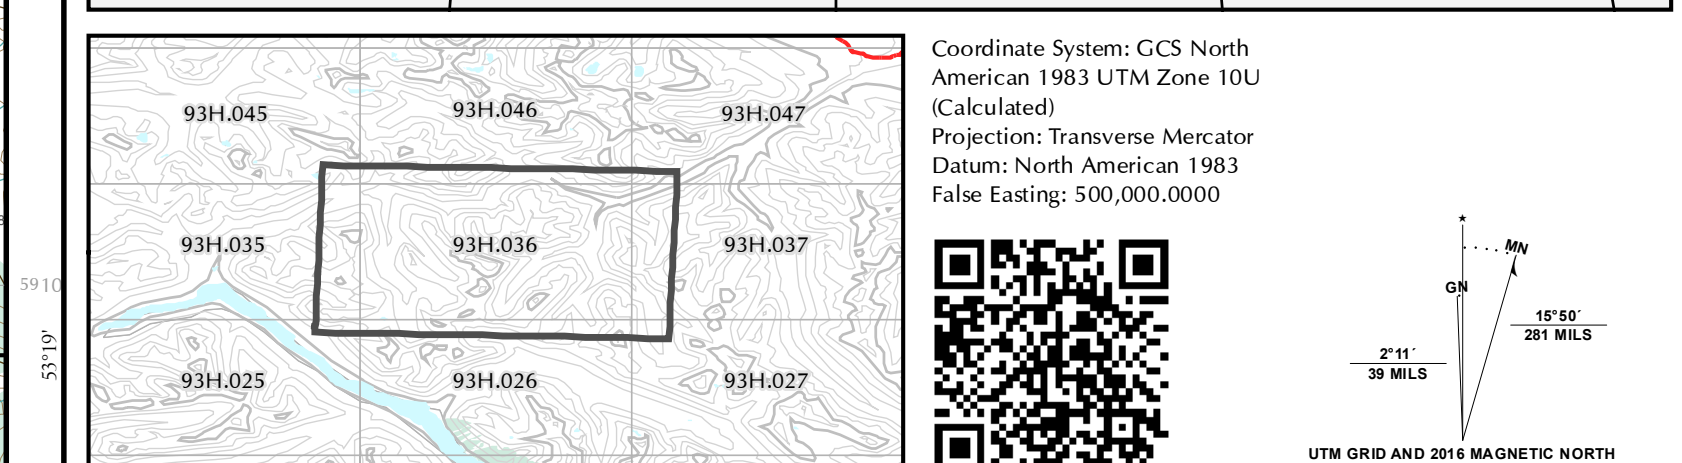 93H.045 93H.046 93H.047
93H.035 93H.036 93H.037
93H.025 93H.026 93H.027
5910
53°19'
Coordinate System: GCS North
American 1983 UTM Zone 10U
(Calculated)
Projection: Transverse Mercator
Datum: North American 1983
False Easting: 500,000.0000
MN
GN
15°50´
281 MILS
2°11´
39 MILS
UTM GRID AND 2016 MAGNETIC NORTH